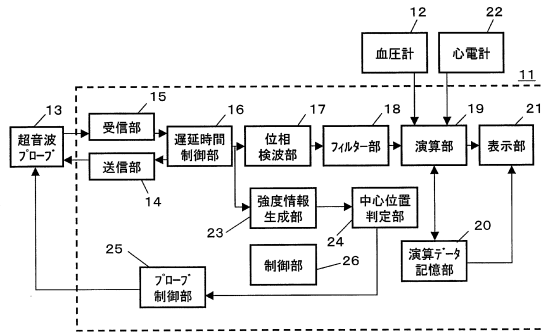 12
22
血圧計
心電計
11
13
15
16
17
18
19
21
超音波
プローブ
受信部
送信部
14
遅延時間
制御部
位相
検波部
フィルター部
演算部
表示部
強度情報
生成部
23
中心位置
判定部
24
20
演算データ
記憶部
25
プローブ
制御部
制御部
26